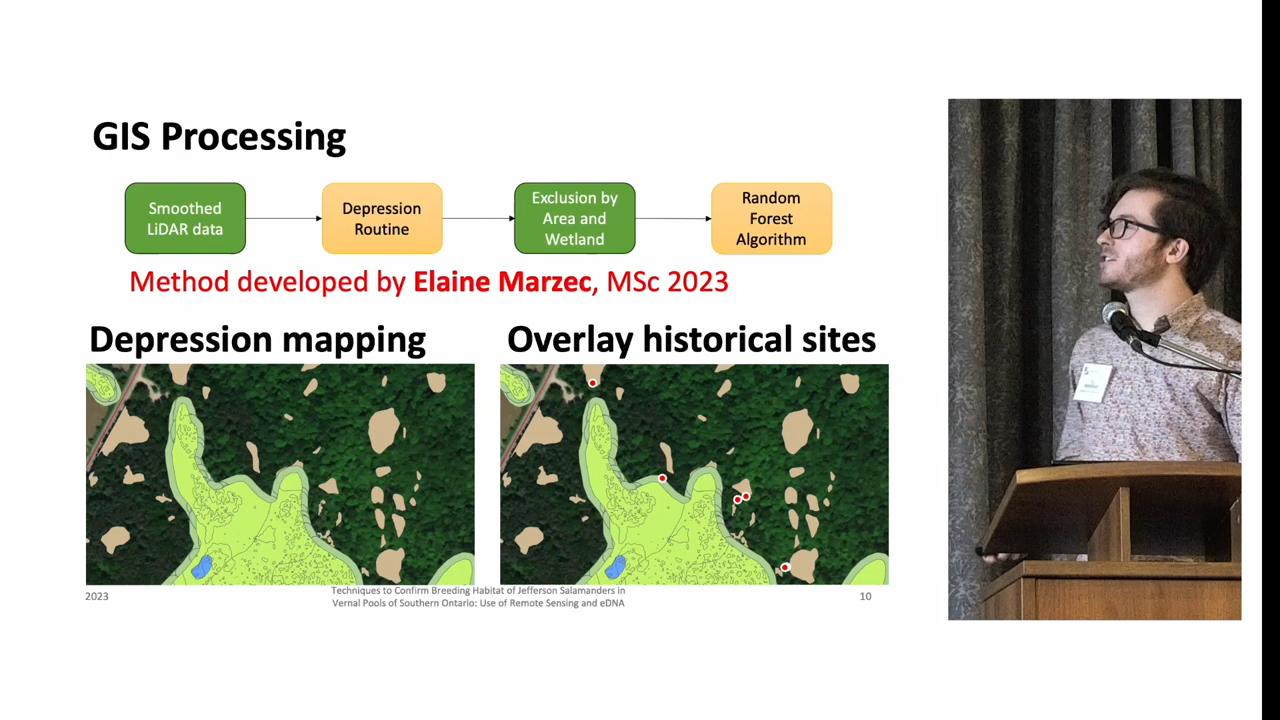 GIS Processing
Smoothed
LiDAR data
Depression
Routine
Exclusion by
Area and
Wetland
Random
Forest
Algorithm
Method developed by Elaine Marzec, MSc 2023
Depression mapping
Overlay historical sites
2023
Techniques to Confirm Breeding Habitat of Jefferson Salamanders in
Vernal Pools of Southern Ontario: Use of Remote Sensing and eDNA
10